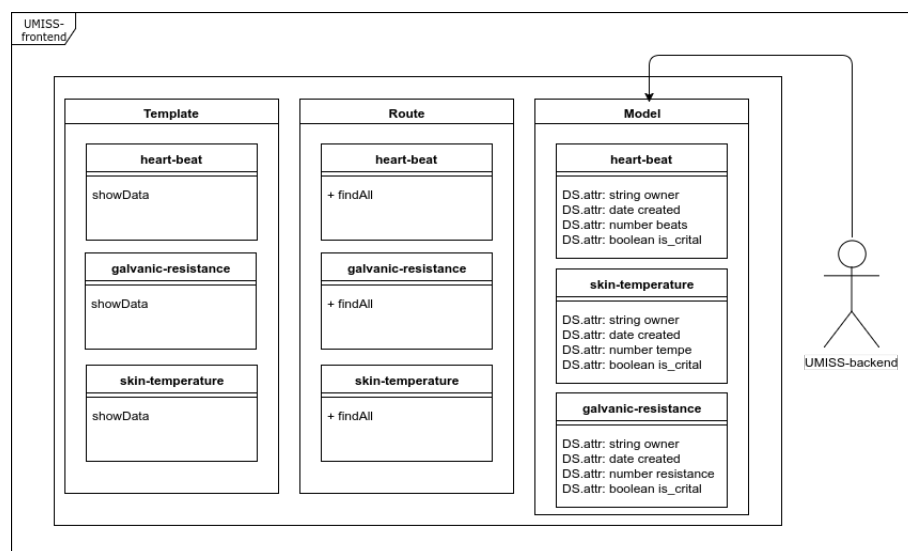 UMISS-
frontend
Template
heart-beat
showData
galvanic-resistance
showData
skin-temperature
showData
Route
heart-beat
+ findAll
galvanic-resistance
+ findAll
skin-temperature
+ findAll
Model
heart-beat
DS.attr: string owner
DS.attr: date created
DS.attr: number beats
DS.attr: boolean is_crital
skin-temperature
DS.attr: string owner
DS.attr: date created
DS.attr: number tempe
DS.attr: boolean is_crital
galvanic-resistance
DS.attr: string owner
DS.attr: date created
DS.attr: number resistance
DS.attr: boolean is_crital
UMISS-backend